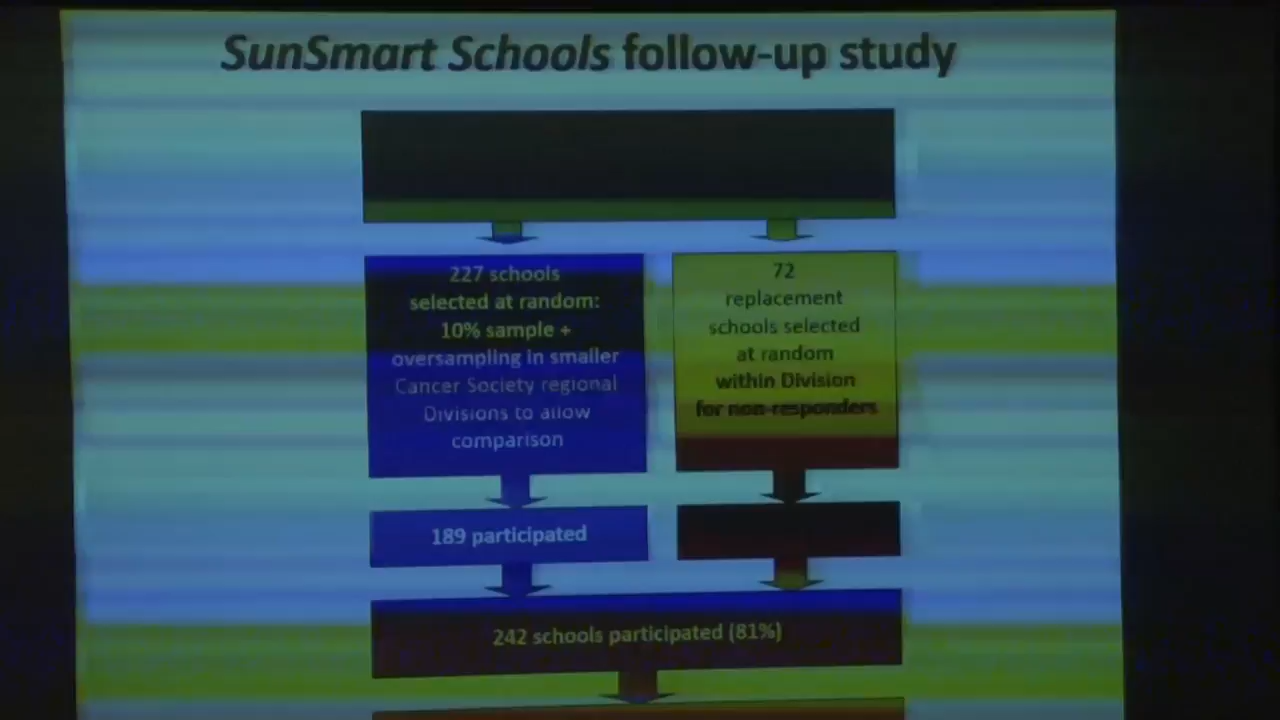 SunSmart Schools follow-up study
227 schools
selected at random:
10% sample +
oversampling in smaller
Cancer Society regional
Divisions to allow
comparison
72
replacement
schools selected
at random
within Division
for non-responders
189 participated
242 schools participated (81%)